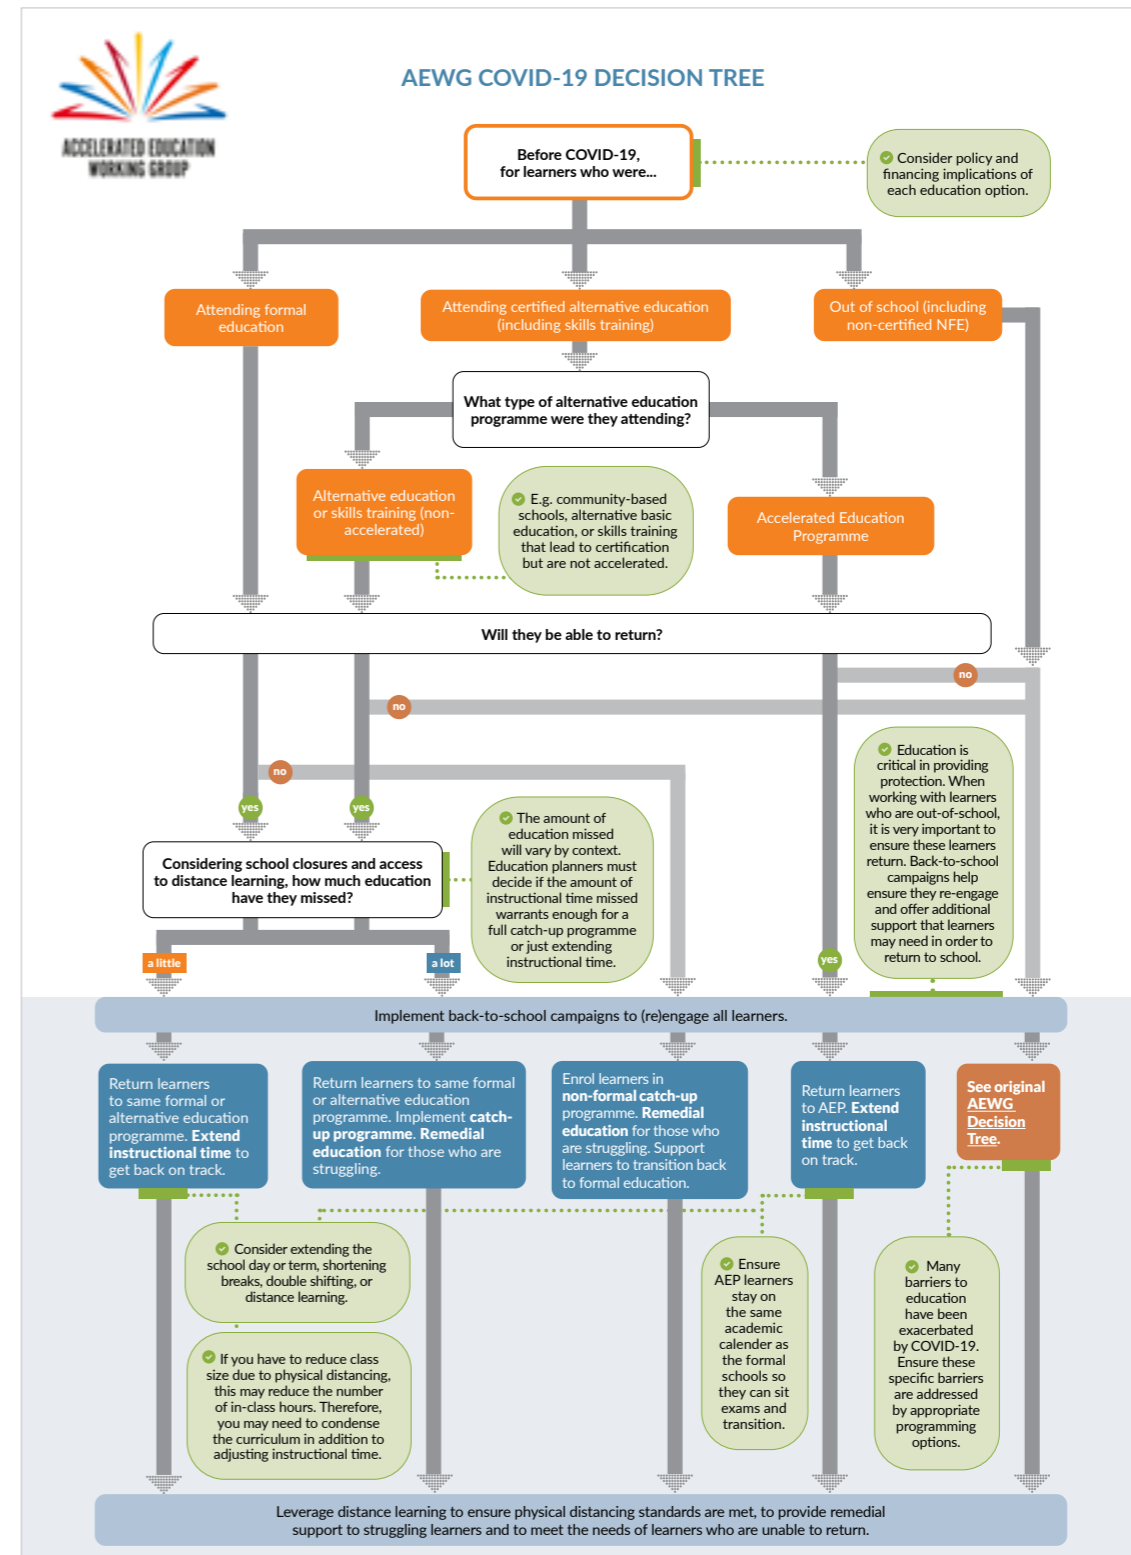 ACCELERATED EDUCATION
WORKING GROUP
AEWG COVID-19 DECISION TREE
Before COVID-19,
for learners who were...
Consider policy and
financing implications of
each education option.
Attending formal
education
Attending certified alternative education
(including skills training)
Out of school (including
non-certified NFE)
What type of alternative education
programme were they attending?
Alternative education
or skills training (non-
accelerated)
E.g. community-based
schools, alternative basic
education, or skills training
that lead to certification
but are not accelerated.
Accelerated Education
Programme
Will they be able to return?
no
no
no
yes
yes
Considering school closures and access
to distance learning, how much education
have they missed?
The amount of
education missed
will vary by context.
Education planners must
decide if the amount of
instructional time missed
warrants enough for a
full catch-up programme
or just extending
instructional time.
Education is
critical in providing
protection. When
working with learners
who are out-of-school,
it is very important to
ensure these learners
return. Back-to-school
campaigns help
ensure they re-engage
and offer additional
support that learners
may need in order to
return to school.
a little
a lot
yes
Implement back-to-school campaigns to (re)engage all learners.
Return learners
to same formal or
alternative education
programme. Extend
instructional time to
get back on track.
Return learners to same formal
or alternative education
programme. Implement catch-
up programme. Remedial
education for those who are
struggling.
Enrol learners in
non-formal catch-up
programme. Remedial
education for those who
are struggling. Support
learners to transition back
to formal education.
Return learners
to AEP. Extend
instructional
time to get back
on track.
See original
AEWG
Decision
Tree.
Consider extending the
school day or term, shortening
breaks, double shifting, or
distance learning.
If you have to reduce class
size due to physical distancing,
this may reduce the number
of in-class hours. Therefore,
you may need to condense
the curriculum in addition to
adjusting instructional time.
Ensure
AEP learners
stay on
the same
academic
calender as
the formal
schools so
they can sit
exams and
transition.
Many
barriers to
education
have been
exacerbated
by COVID-19.
Ensure these
specific barriers
are addressed
by appropriate
programming
options.
Leverage distance learning to ensure physical distancing standards are met, to provide remedial
support to struggling learners and to meet the needs of learners who are unable to return.